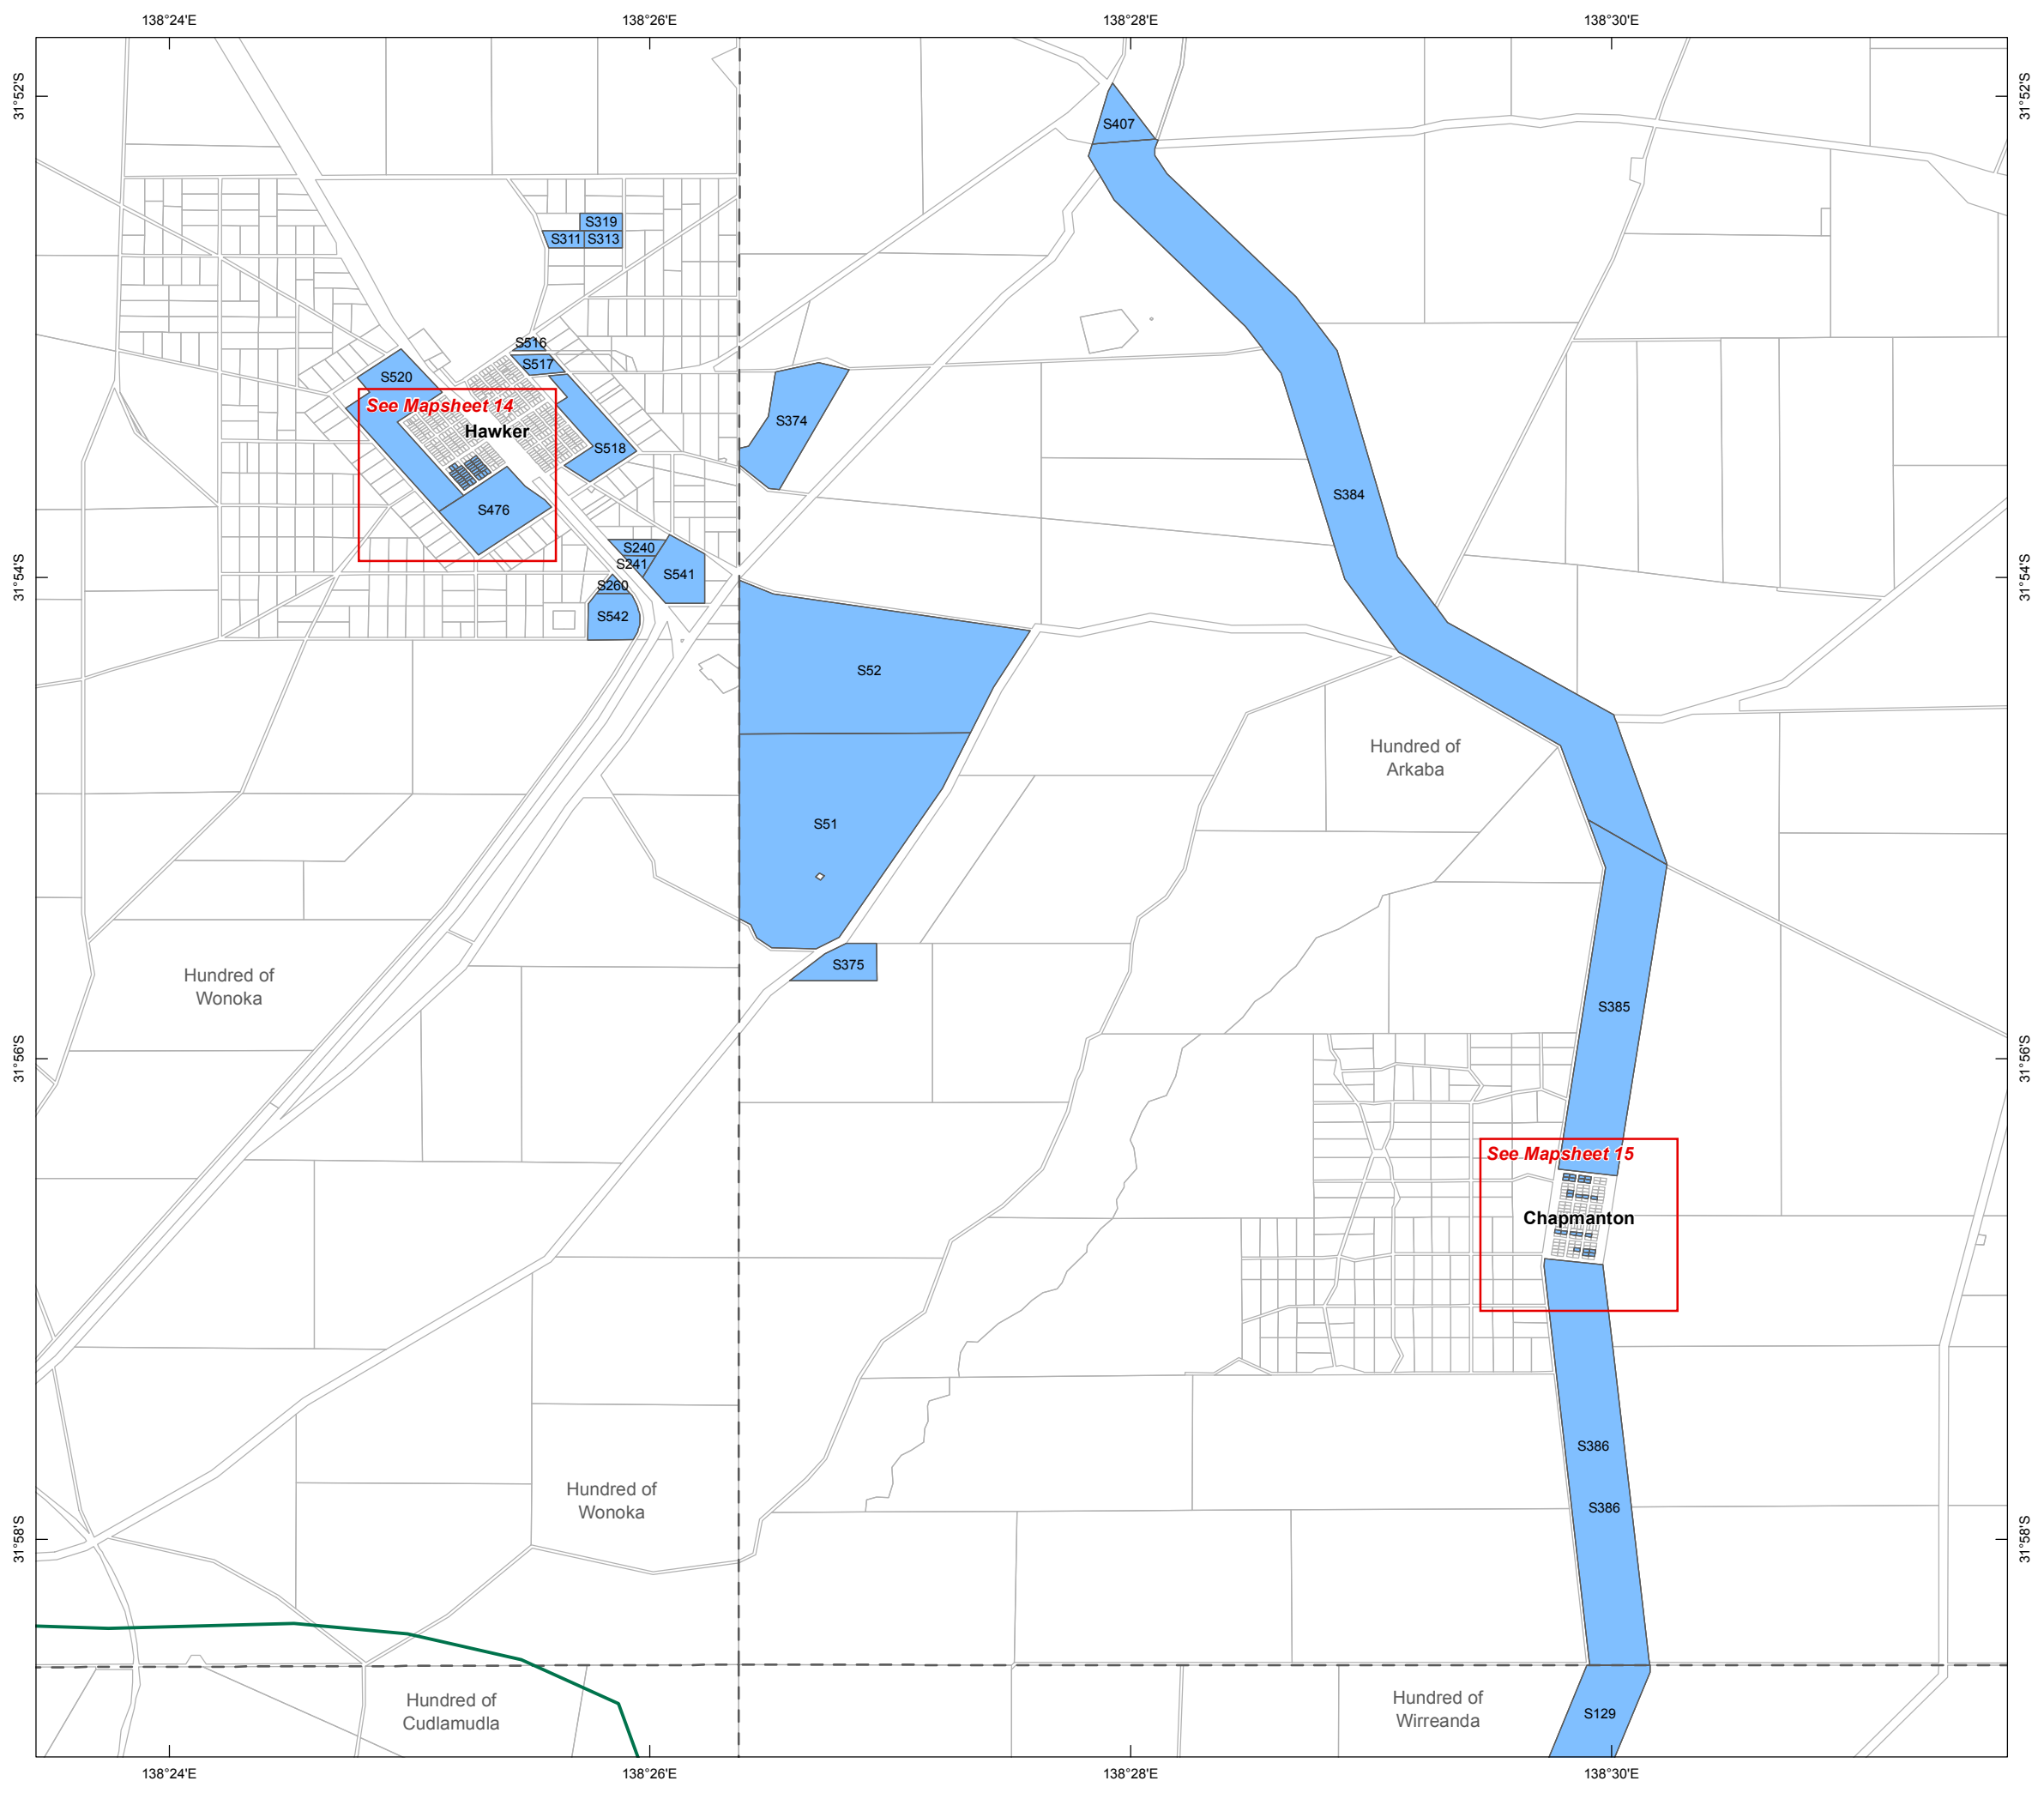 138°24'E
138°26'E
138°28'E
138°30'E
31°52'S
31°52'S
S407
S319
S311
S313
S516
S517
S520
See Mapsheet 14
Hawker
S374
S518
S384
S476
S240
S241
S541
S260
S542
31°54'S
31°54'S
S52
Hundred of
Arkaba
S51
S375
Hundred of
Wonoka
S385
31°56'S
31°56'S
See Mapsheet 15
Chapmanton
S386
Hundred of
Wonoka
S386
31°58'S
31°58'S
Hundred of
Cudlamudla
Hundred of
Wirreanda
S129
138°24'E
138°26'E
138°28'E
138°30'E